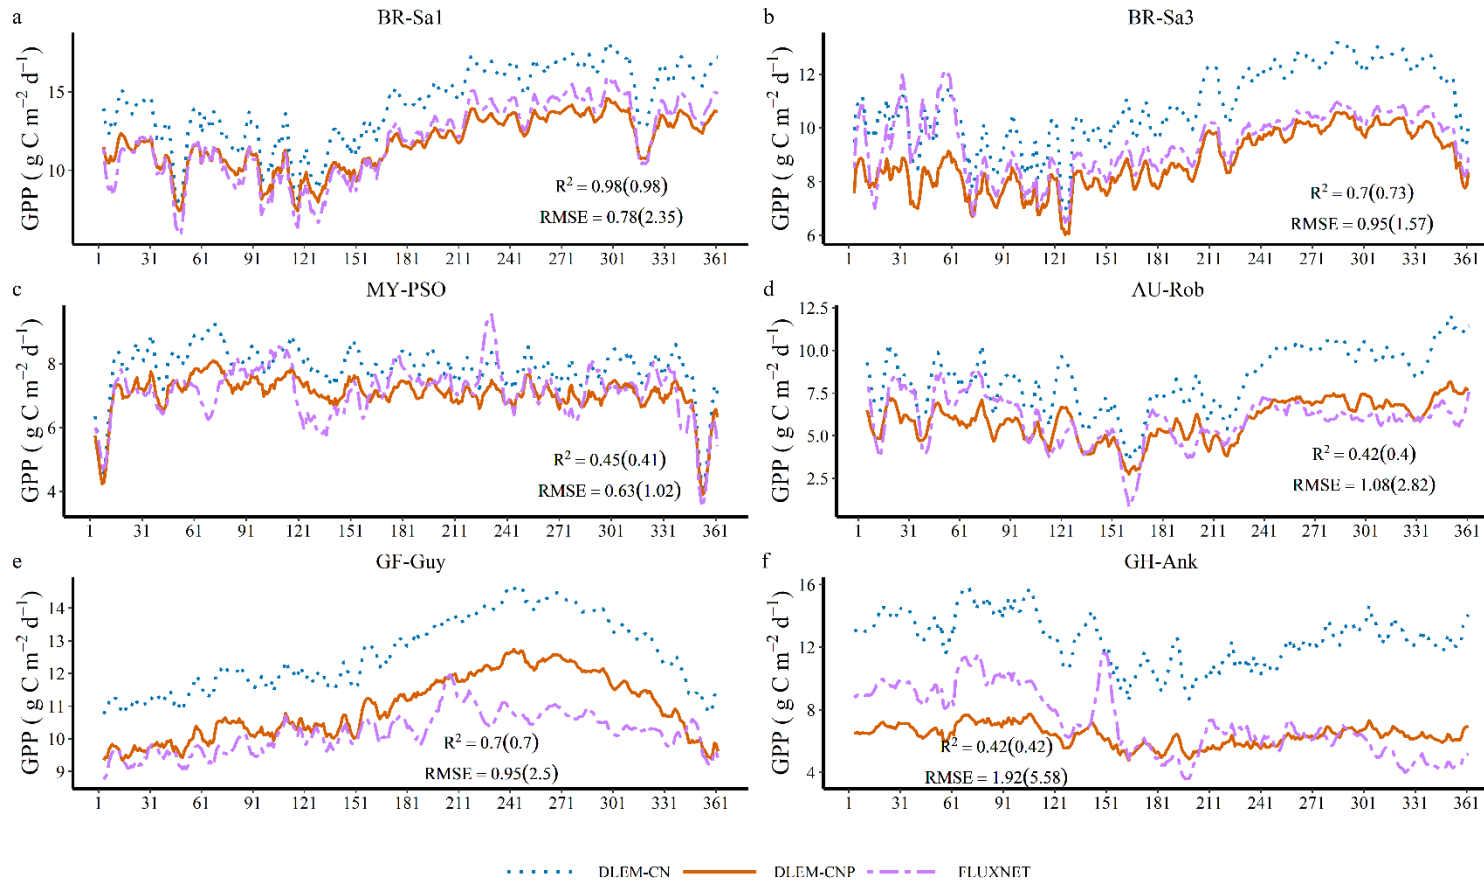 a BR-Sa1
GPP ( g C m⁻² d⁻¹)
15
10
R² = 0.98(0.98)
RMSE = 0.78(2.35)
1 31 61 91 121 151 181 211 241 271 301 331 361
b BR-Sa3
GPP ( g C m⁻² d⁻¹)
12
10
8
6
R² = 0.7(0.73)
RMSE = 0.95(1.57)
1 31 61 91 121 151 181 211 241 271 301 331 361
c MY-PSO
GPP ( g C m⁻² d⁻¹)
8
6
4
R² = 0.45(0.41)
RMSE = 0.63(1.02)
1 31 61 91 121 151 181 211 241 271 301 331 361
d AU-Rob
GPP ( g C m⁻² d⁻¹)
12.5
10.0
7.5
5.0
2.5
R² = 0.42(0.4)
RMSE = 1.08(2.82)
1 31 61 91 121 151 181 211 241 271 301 331 361
e GF-Guy
GPP ( g C m⁻² d⁻¹)
14
13
12
11
10
9
R² = 0.7(0.7)
RMSE = 0.95(2.5)
1 31 61 91 121 151 181 211 241 271 301 331 361
f GH-Ank
GPP ( g C m⁻² d⁻¹)
16
12
8
4
R² = 0.42(0.42)
RMSE = 1.92(5.58)
1 31 61 91 121 151 181 211 241 271 301 331 361
DLEM-CN DLEM-CNP FLUXNET